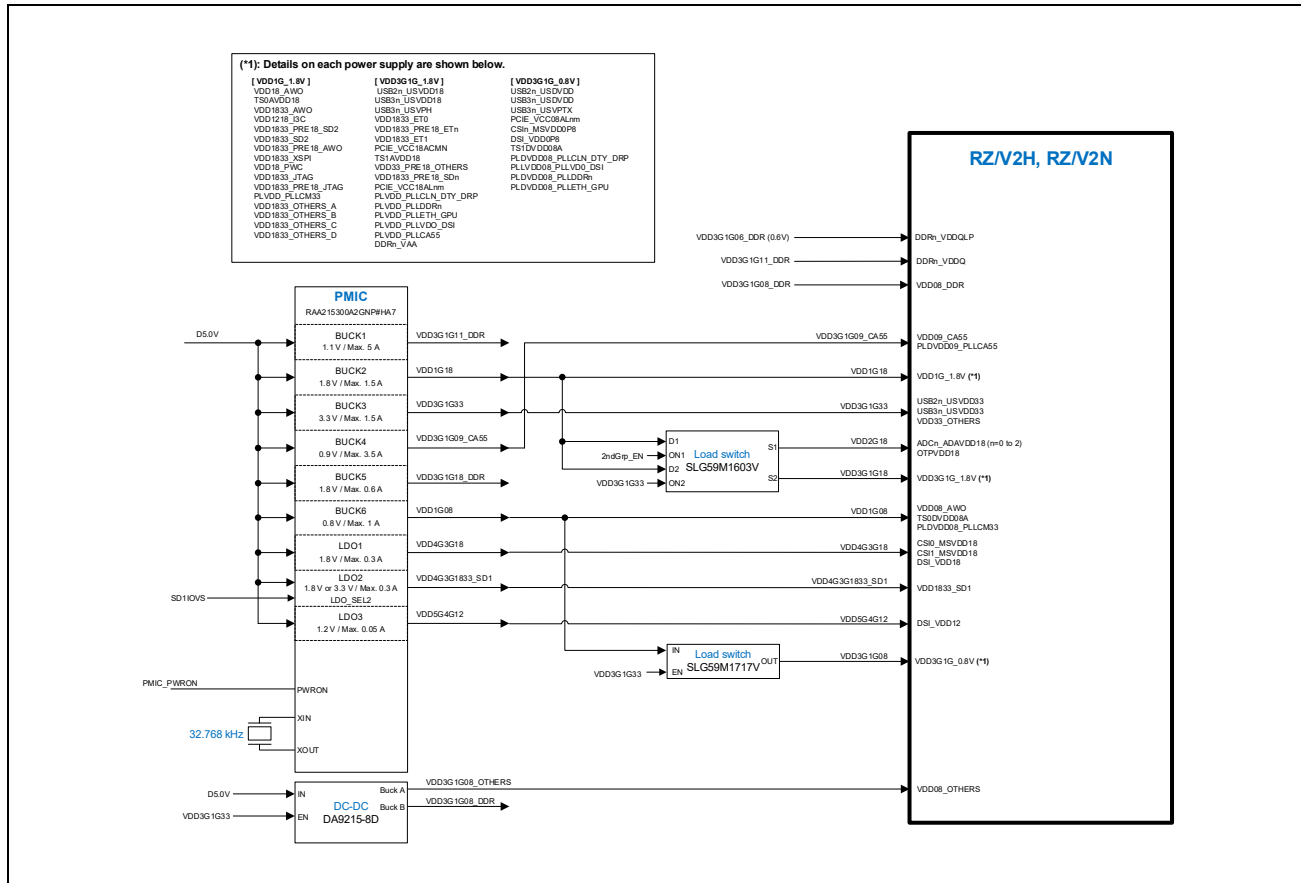 (*1): Details on each power supply are shown below.
[ VDD1G_1.8V ]
VDD18_AWO
TS0AVDD18
VDD1833_AWO
VDD1218_I3C
VDD1833_PRE18_SD2
VDD1833_SD2
VDD1833_PRE18_AWO
VDD1833_XSPI
VDD18_PWC
VDD1833_JTAG
VDD1833_PRE18_JTAG
PLVDD_PLLCM33
VDD1833_OTHERS_A
VDD1833_OTHERS_B
VDD1833_OTHERS_C
VDD1833_OTHERS_D
[ VDD3G1G_1.8V ]
USB2n_USVDD18
USB3n_USVDD18
USB3n_USVPH
VDD1833_ET0
VDD1833_PRE18_ETn
VDD1833_ET1
PCIE_VCC18ACMN
TS1AVDD18
VDD33_PRE18_OTHERS
VDD1833_PRE18_SDn
PCIE_VCC18ALnm
PLVDD_PLLCLN_DTY_DRP
PLVDD_PLLDDRn
PLVDD_PLLETH_GPU
PLVDD_PLLVDO_DSI
PLVDD_PLLCA55
DDRn_VAA
[ VDD3G1G_0.8V ]
USB2n_USDVDD
USB3n_USDVDD
USB3n_USVPTX
PCIE_VCC08ALnm
CSIn_MSVDD0P8
DSI_VDD0P8
TS1DVDD08A
PLDVDD08_PLLCLN_DTY_DRP
PLLVDD08_PLLVD0_DSI
PLDVDD08_PLLDDRn
PLDVDD08_PLLETH_GPU
RZ/V2H, RZ/V2N
VDD3G1G06_DDR (0.6V)
DDRn_VDDQLP
VDD3G1G11_DDR
DDRn_VDDQ
VDD3G1G08_DDR
VDD08_DDR
PMIC
RAA215300A2GNP#HA7
D5.0V
BUCK1
1.1 V / Max. 5 A
VDD3G1G11_DDR
VDD3G1G09_CA55
VDD09_CA55
PLDVDD09_PLLCA55
BUCK2
1.8 V / Max. 1.5 A
VDD1G18
VDD1G18
VDD1G_1.8V (*1)
BUCK3
3.3 V / Max. 1.5 A
VDD3G1G33
VDD3G1G33
USB2n_USVDD33
USB3n_USVDD33
VDD33_OTHERS
BUCK4
0.9 V / Max. 3.5 A
VDD3G1G09_CA55
D1
2ndGrp_EN
ON1
D2
VDD3G1G33
ON2
Load switch
SLG59M1603V
S1
S2
VDD2G18
ADCn_ADAVDD18 (n=0 to 2)
OTPVDD18
VDD3G1G18
VDD3G1G_1.8V (*1)
BUCK5
1.8 V / Max. 0.6 A
VDD3G1G18_DDR
BUCK6
0.8 V / Max. 1 A
VDD1G08
VDD1G08
VDD08_AWO
TS0DVDD08A
PLDVDD08_PLLCM33
LDO1
1.8 V / Max. 0.3 A
VDD4G3G18
VDD4G3G18
CSI0_MSVDD18
CSI1_MSVDD18
DSI_VDD18
LDO2
1.8 V or 3.3 V / Max. 0.3 A
LDO_SEL2
SD1IOVS
VDD4G3G1833_SD1
VDD4G3G1833_SD1
VDD1833_SD1
LDO3
1.2 V / Max. 0.05 A
VDD5G4G12
VDD5G4G12
DSI_VDD12
IN
VDD3G1G33
EN
Load switch
SLG59M1717V
OUT
VDD3G1G08
VDD3G1G_0.8V (*1)
PMIC_PWRON
PWRON
XIN
32.768 kHz
XOUT
D5.0V
IN
VDD3G1G33
EN
DC-DC
DA9215-8D
Buck A
Buck B
VDD3G1G08_OTHERS
VDD3G1G08_DDR
VDD08_OTHERS